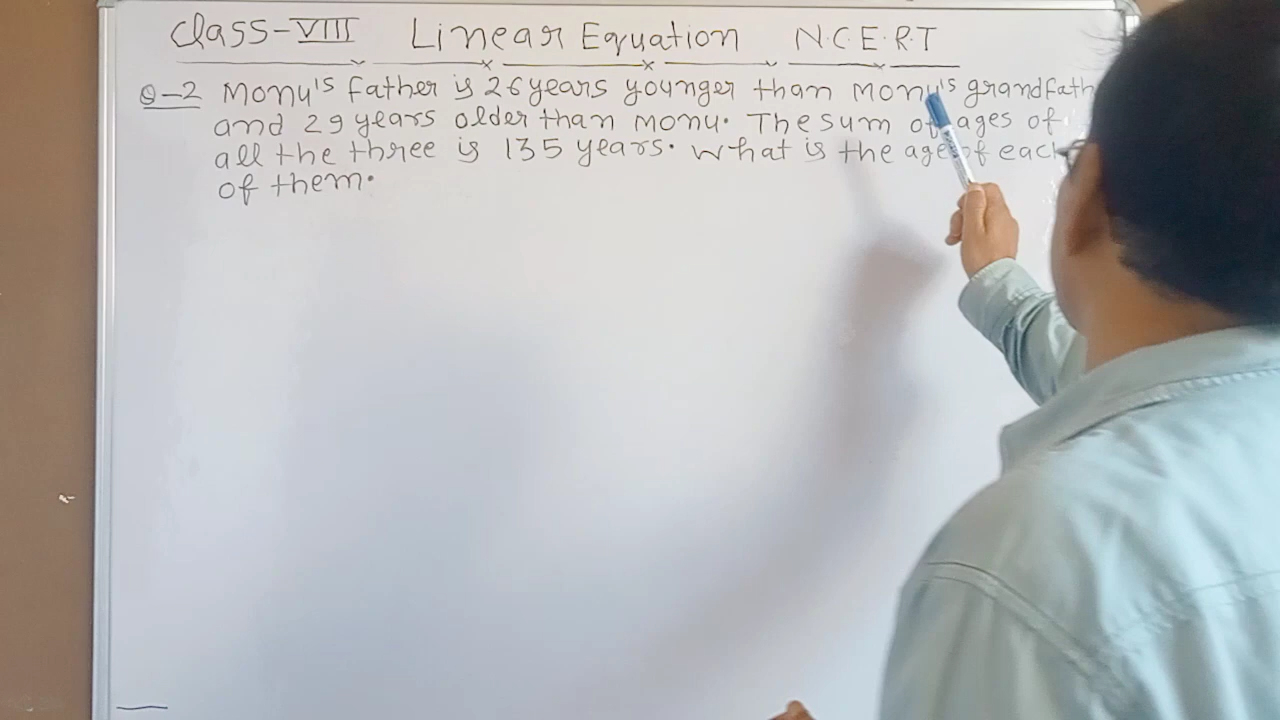 Class-VIII Linear Equation N.C.E.R.T
Q-2 Monu's father is 26 years younger than Monu's grandfath
and 29 years older than monu. The sum of ages of
all the three is 135 years. What is the age of each
of them.